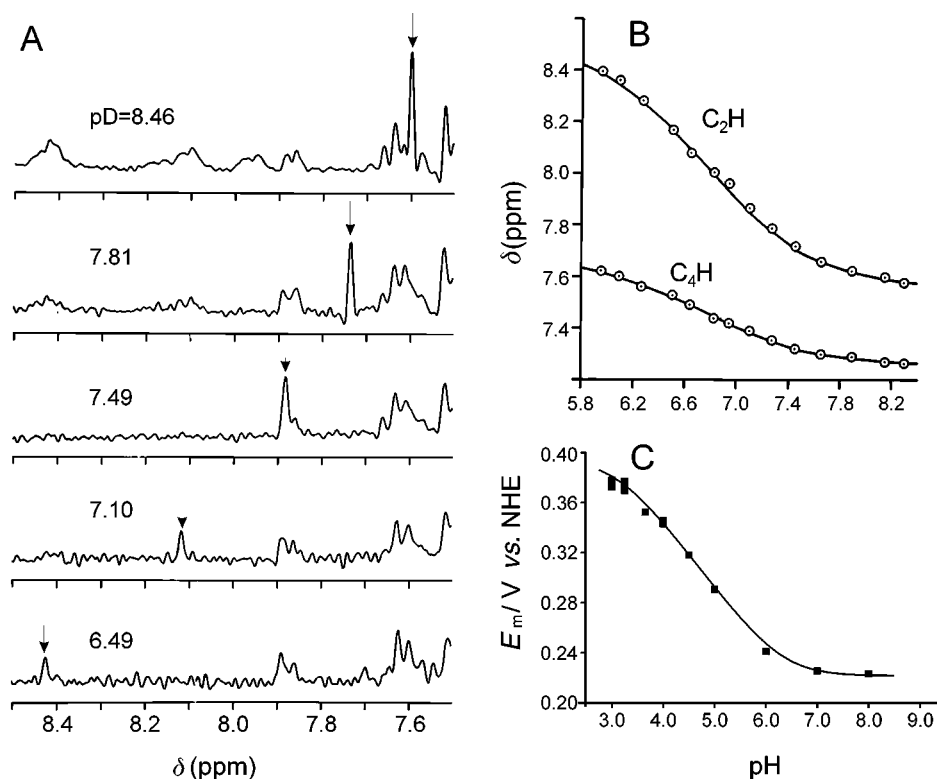 A
pD=8.46
7.81
7.49
7.10
6.49
8.4 8.2 8.0 7.8 7.6
δ (ppm)
B
δ(ppm)
8.4
8.2
8.0
7.8
7.6
7.4
C₂H
C₄H
5.8 6.2 6.6 7.0 7.4 7.8 8.2
C
Eₘ/ V vs. NHE
0.40
0.36
0.32
0.28
0.24
0.20
3.0 4.0 5.0 6.0 7.0 8.0 9.0
pH